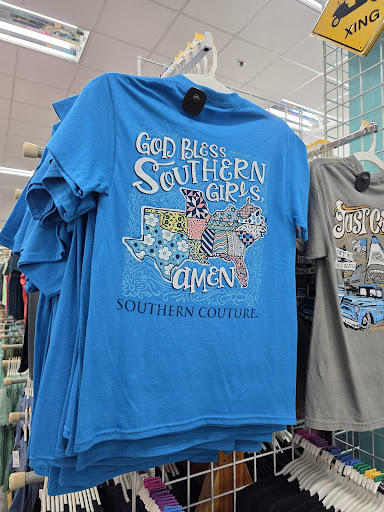 XING
GOD BLESS
SOUTHERN
GIRLS,
AMEN
SOUTHERN COUTURE.
JUST